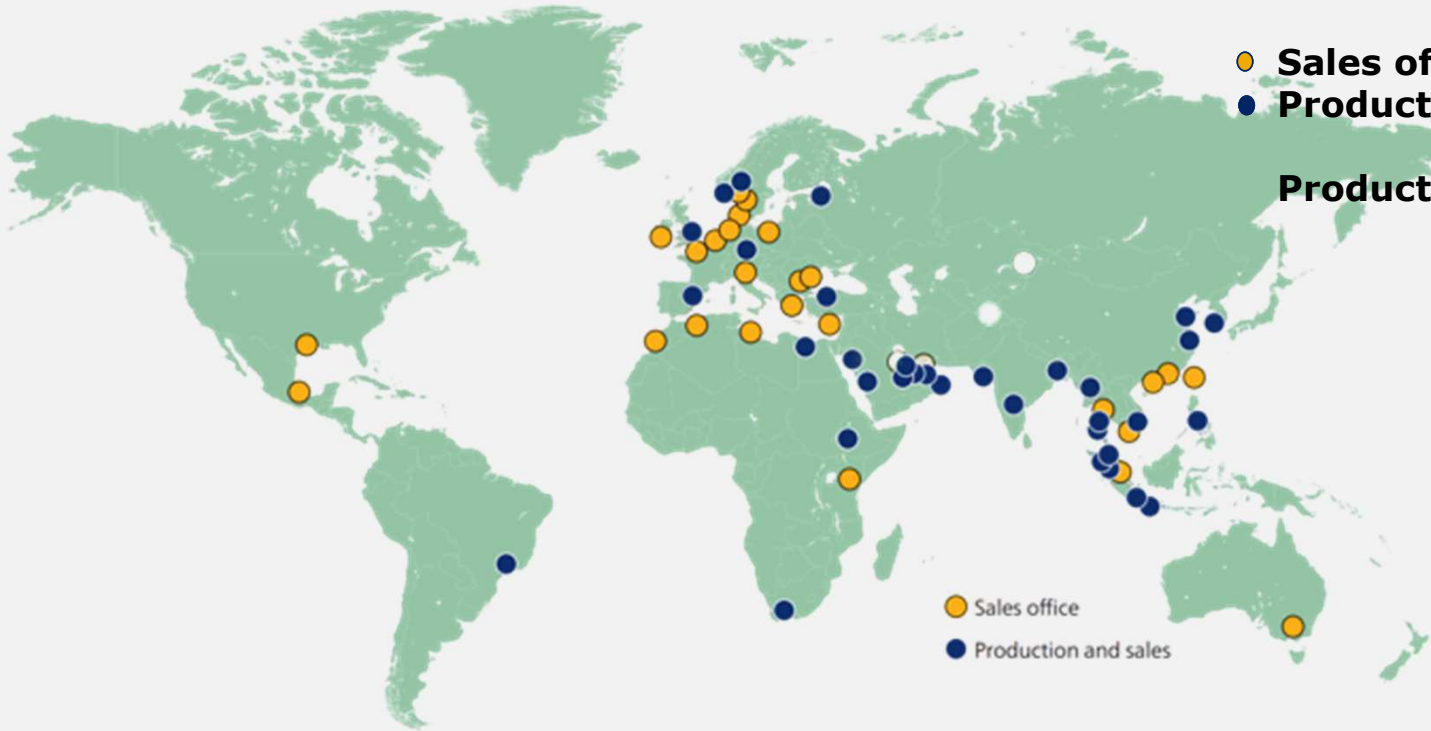 Sales of
Product
Product
Sales office
Production and sales